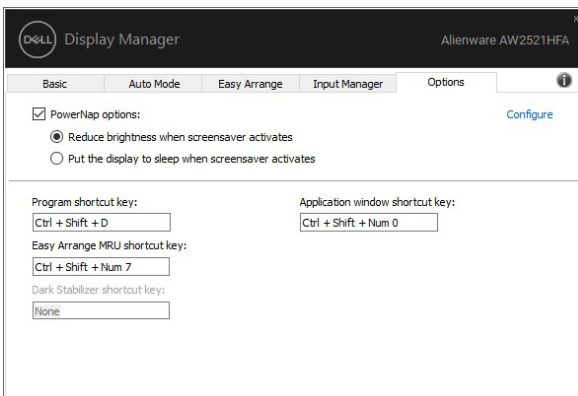 DELL Display Manager Alienware AW2521HFA
Basic Auto Mode Easy Arrange Input Manager Options
PowerNap options: Configure
Reduce brightness when screensaver activates
Put the display to sleep when screensaver activates
Program shortcut key: Application window shortcut key:
Ctrl + Shift + D Ctrl + Shift + Num 0
Easy Arrange MRU shortcut key:
Ctrl + Shift + Num 7
Dark Stabilizer shortcut key:
None